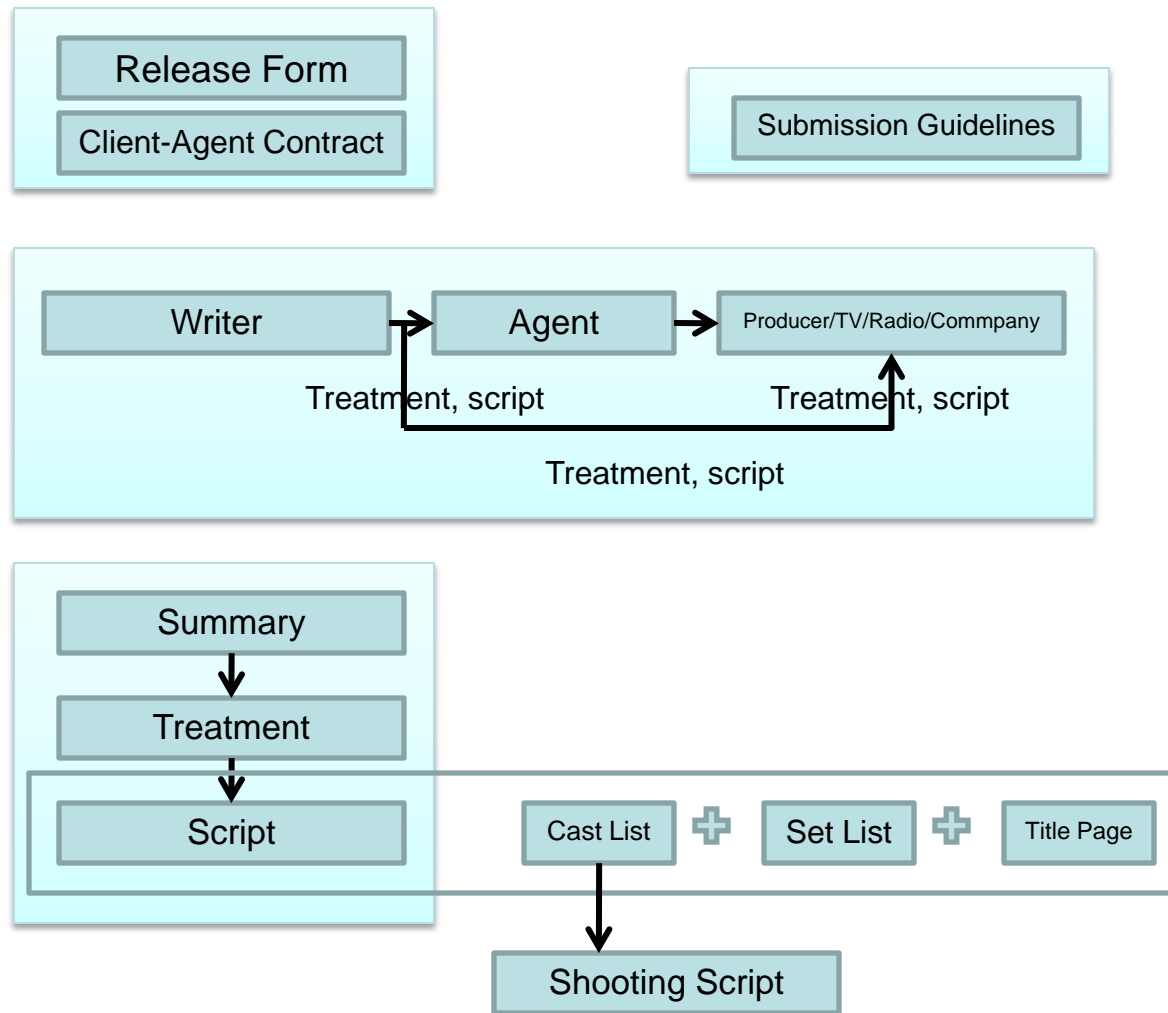 Release Form
Client-Agent Contract
Submission Guidelines
Writer
Agent
Producer/TV/Radio/Commpany
Treatment, script
Treatment, script
Treatment, script
Summary
Treatment
Script
Cast List
Set List
Title Page
Shooting Script